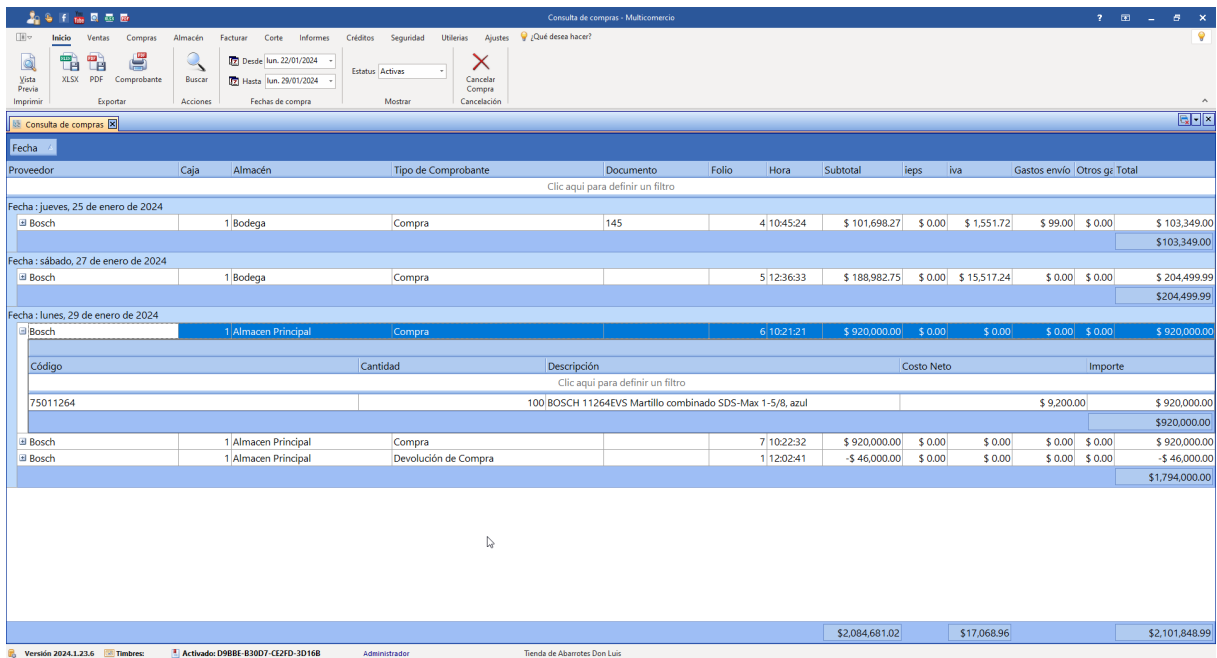 Consulta de compras - Multicomercio
Inicio Ventas Compras Almacén Facturar Corte Informes Créditos Seguridad Utilerias Ajustes ¿Qué desea hacer?
Vista Previa XLSX PDF Comprobante Buscar Desde lun. 22/01/2024 Hasta lun. 29/01/2024 Estatus Activas Cancelar Compra
Imprimir Exportar Acciones Fechas de compra Mostrar Cancelación
Consulta de compras
Fecha
Proveedor Caja Almacén Tipo de Comprobante Documento Folio Hora Subtotal ieps iva Gastos envío Otros ga Total
Clic aqui para definir un filtro
Fecha : jueves, 25 de enero de 2024
Bosch 1 Bodega Compra 145 4 10:45:24 $ 101,698.27 $ 0.00 $ 1,551.72 $ 99.00 $ 0.00 $ 103,349.00
$103,349.00
Fecha : sábado, 27 de enero de 2024
Bosch 1 Bodega Compra 5 12:36:33 $ 188,982.75 $ 0.00 $ 15,517.24 $ 0.00 $ 0.00 $ 204,499.99
$204,499.99
Fecha : lunes, 29 de enero de 2024
Bosch 1 Almacen Principal Compra 6 10:21:21 $ 920,000.00 $ 0.00 $ 0.00 $ 0.00 $ 0.00 $ 920,000.00
Código Cantidad Descripción Costo Neto Importe
Clic aqui para definir un filtro
75011264 100 BOSCH 11264EVS Martillo combinado SDS-Max 1-5/8, azul $ 9,200.00 $ 920,000.00
$920,000.00
Bosch 1 Almacen Principal Compra 7 10:22:32 $ 920,000.00 $ 0.00 $ 0.00 $ 0.00 $ 0.00 $ 920,000.00
Bosch 1 Almacen Principal Devolución de Compra 1 12:02:41 -$ 46,000.00 $ 0.00 $ 0.00 $ 0.00 $ 0.00 -$ 46,000.00
$1,794,000.00
$2,084,681.02 $17,068.96 $2,101,848.99
Versión 2024.1.23.6 Timbres: Activado: D9BBE-B30D7-CE2FD-3D16B Administrador Tienda de Abarrotes Don Luis